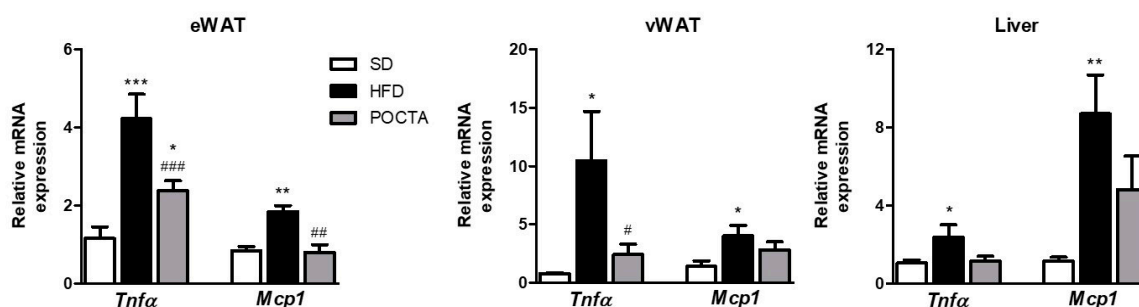 eWAT
Relative mRNA
expression
6
4
2
0
***
*
###
**
##
Tnfα
Mcp1
SD
HFD
POCTA
vWAT
Relative mRNA
expression
20
15
10
5
0
*
#
*
Tnfα
Mcp1
Liver
Relative mRNA
expression
12
8
4
0
*
**
Tnfα
Mcp1